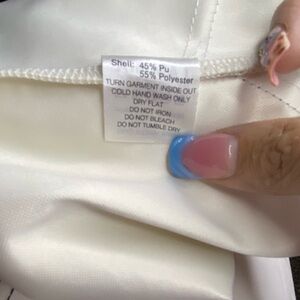 Shell: 45% Pu
55% Polyester
TURN GARMENT INSIDE OUT
COLD HAND WASH ONLY
DRY FLAT
DO NOT IRON
DO NOT BLEACH
DO NOT TUMBLE DRY